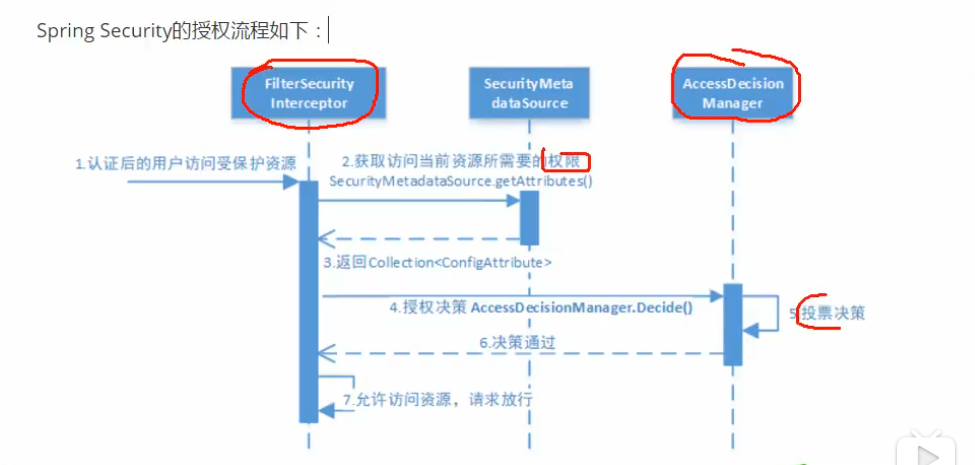 Spring Security的授权流程如下：
FilterSecurity
Interceptor
SecurityMeta
dataSource
AccessDecision
Manager
1.认证后的用户访问受保护资源
2.获取访问当前资源所需要的权限
SecurityMetadataSource.getAttributes()
3.返回Collection<ConfigAttribute>
4.授权决策 AccessDecisionManager.Decide()
5.投票决策
6.决策通过
7.允许访问资源，请求放行